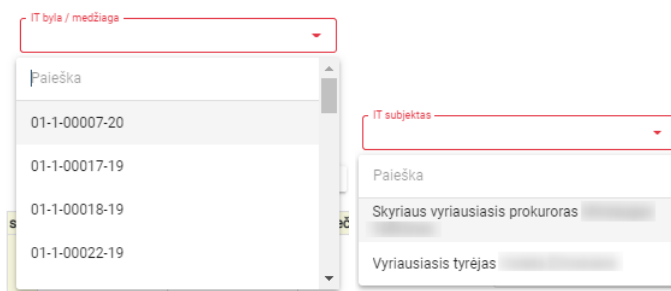 IT byla / medžiaga
Paieška
01-1-00007-20
01-1-00017-19
01-1-00018-19
01-1-00022-19
IT subjektas
Paieška
Skyriaus vyriausiasis prokuroras
Vyriausiasis tyrėjas